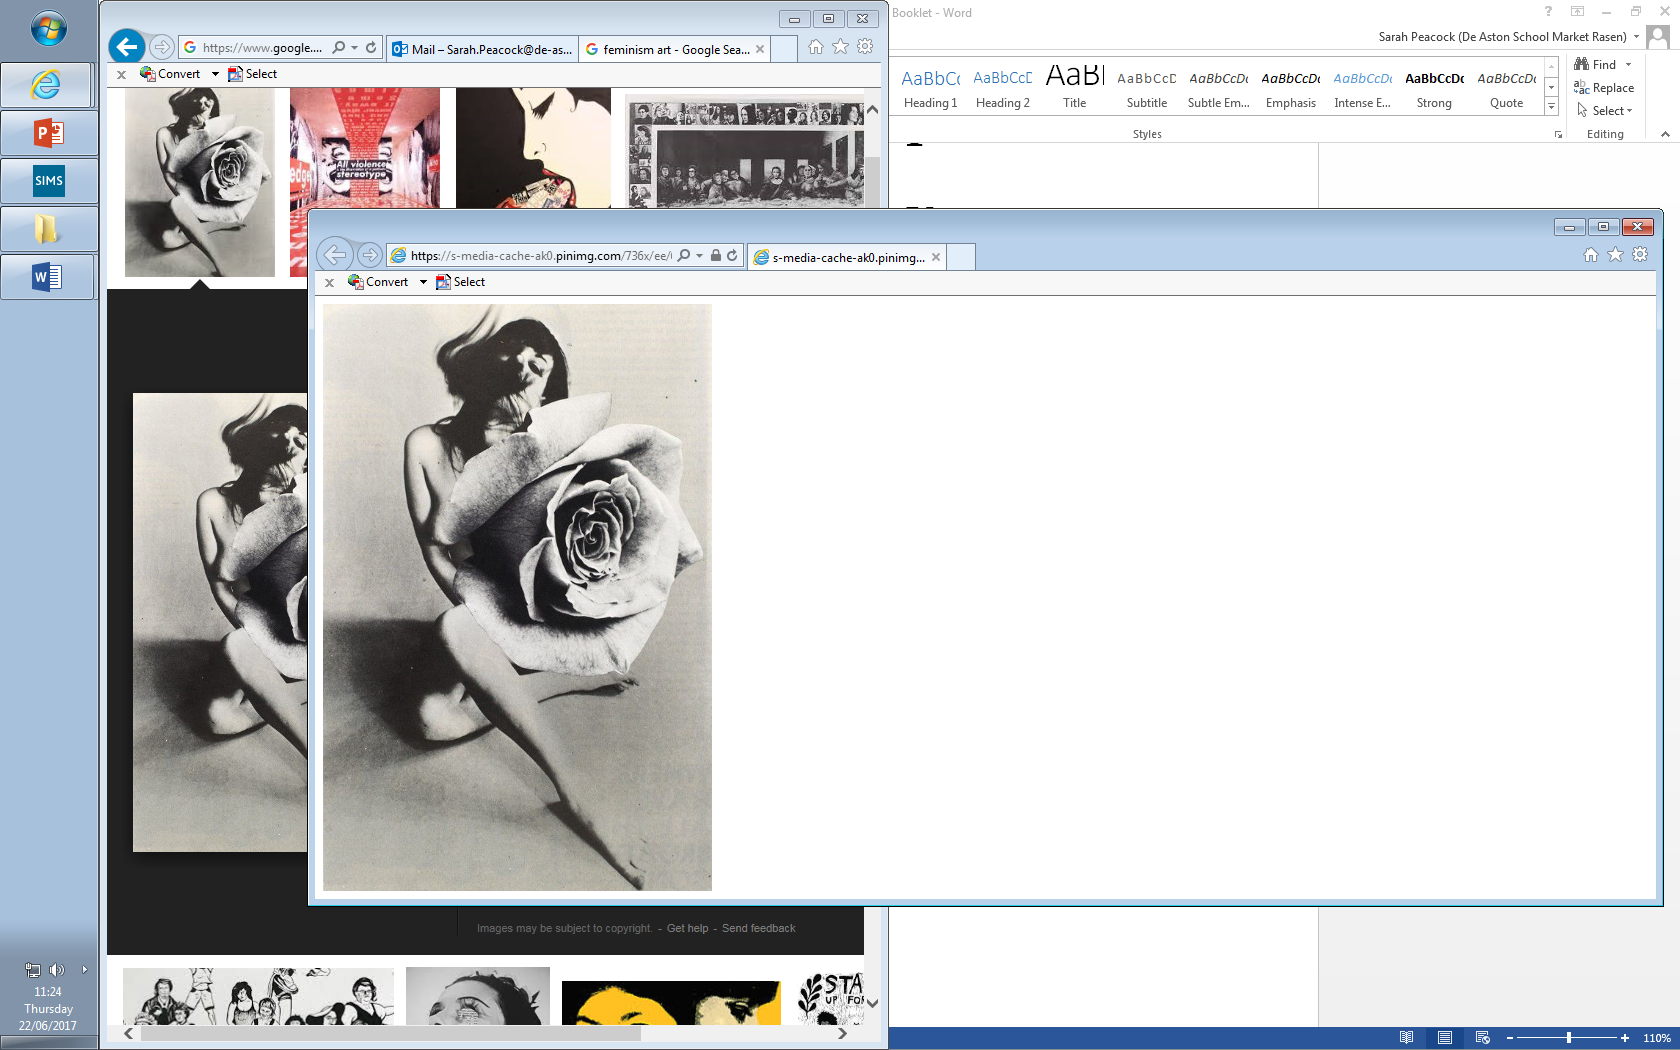 Booklet - Word
Sarah Peacock (De Aston School Market Rasen)
https://www.google....
Mail – Sarah.Peacock@de-as...
feminism art - Google Sea...
x Convert Select
AaBbCc AaBbCcD AaBl AaBbCcD AaBbCcDc AaBbCcDc AaBbCcDc AaBbCcDc AaBbCcDc
Heading 1 Heading 2 Title Subtitle Subtle Em... Emphasis Intense E... Strong Quote
Styles
Find
Replace
Select
Editing
SIMS
All violence
stereotype
edge
https://s-media-cache-ak0.pinimg.com/736x/ee/
s-media-cache-ak0.pinimg...
x Convert Select
Images may be subject to copyright. - Get help - Send feedback
STA
UP FOR
11:24
Thursday
22/06/2017
110%